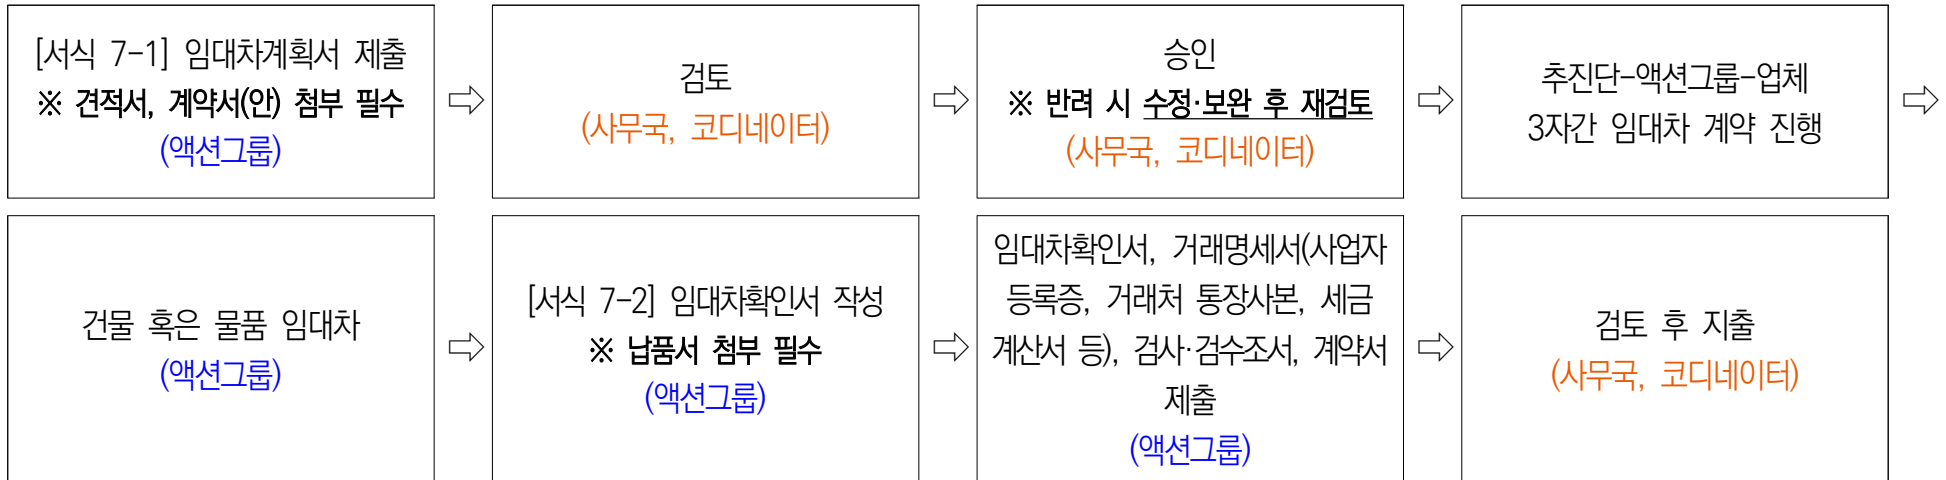 [서식 7-1] 임대차계획서 제출
※ 견적서, 계약서(안) 첨부 필수
(액션그룹)
검토
(사무국, 코디네이터)
승인
※ 반려 시 수정·보완 후 재검토
(사무국, 코디네이터)
추진단-액션그룹-업체
3자간 임대차 계약 진행
건물 혹은 물품 임대차
(액션그룹)
[서식 7-2] 임대차확인서 작성
※ 납품서 첨부 필수
(액션그룹)
임대차확인서, 거래명세서(사업자
등록증, 거래처 통장사본, 세금
계산서 등), 검사·검수조서, 계약서
제출
(액션그룹)
검토 후 지출
(사무국, 코디네이터)